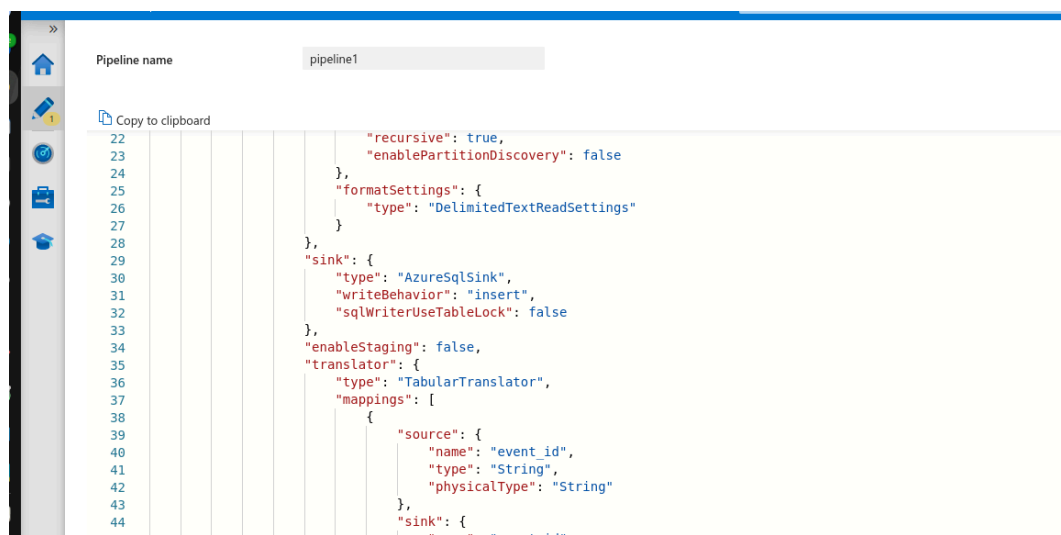 »
1
Pipeline name
pipeline1
Copy to clipboard
22 "recursive": true,
23 "enablePartitionDiscovery": false
24 },
25 "formatSettings": {
26 "type": "DelimitedTextReadSettings"
27 }
28 },
29 "sink": {
30 "type": "AzureSqlSink",
31 "writeBehavior": "insert",
32 "sqlWriterUseTableLock": false
33 },
34 "enableStaging": false,
35 "translator": {
36 "type": "TabularTranslator",
37 "mappings": [
38 {
39 "source": {
40 "name": "event_id",
41 "type": "String",
42 "physicalType": "String"
43 },
44 "sink": {